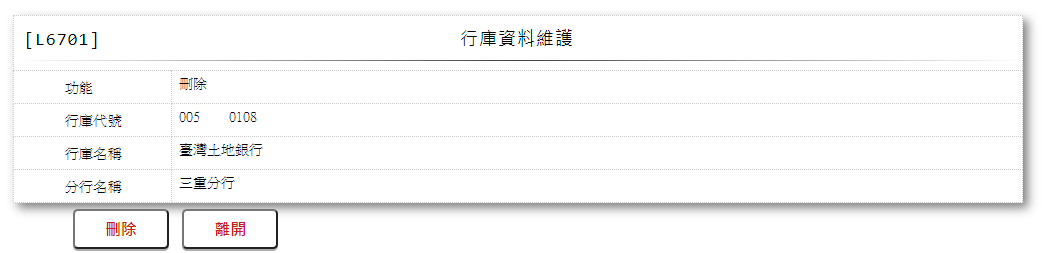 [L6701] 行庫資料維護
功能 刪除
行庫代號 005 0108
行庫名稱 臺灣土地銀行
分行名稱 三重分行
刪除 離開